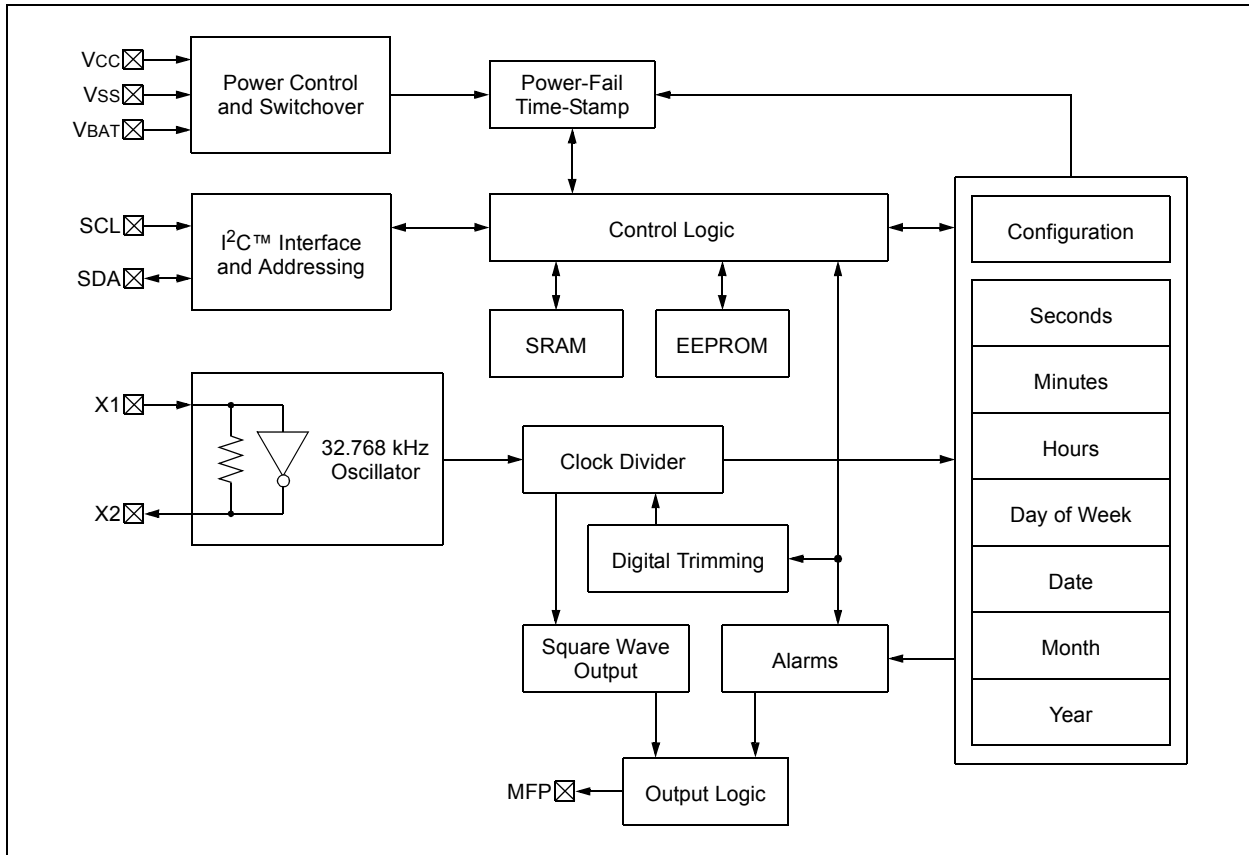 VCC
VSS
VBAT
Power Control
and Switchover
Power-Fail
Time-Stamp
SCL
SDA
I²C™ Interface
and Addressing
Control Logic
Configuration
SRAM
EEPROM
Seconds
Minutes
Hours
Day of Week
Date
Month
Year
X1
X2
32.768 kHz
Oscillator
Clock Divider
Digital Trimming
Square Wave
Output
Alarms
MFP
Output Logic